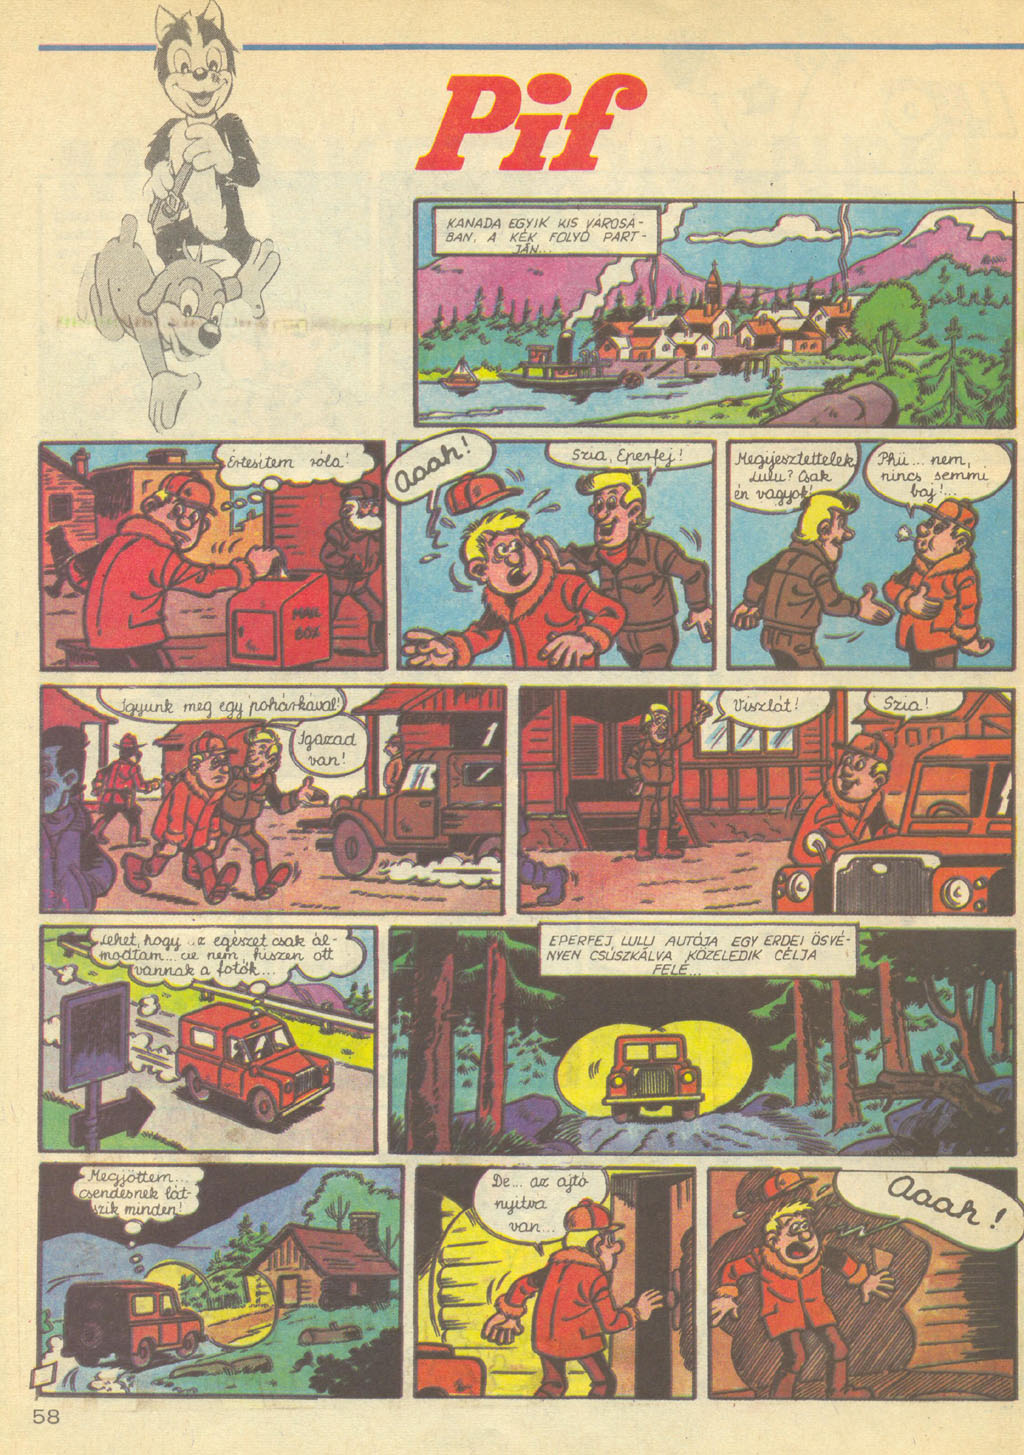 Pif
KANADA EGYIK KIS VÁROSÁ-
BAN, A KÉK FOLYÓ PART-
JÁN...
Értesítem róla!
MAIL
BOX
Aaah!
Szia, Eperfej!
Megijesztettelek
Lulu? Csak
én vagyok!
Phü... nem,
nincs semmi
baj!...
Igyunk meg egy pohárkával!
Igazad
van!
Viszlát!
Szia!
Lehet, hogy az egészet csak ál-
modtam... de nem, hiszen ott
vannak a fotók...
EPERFEJ LULU AUTÓJA EGY ERDEI ÖSVÉ-
NYEN CSÚSZKÁLVA KÖZELEDIK CÉLJA
FELÉ...
Megjöttem...
csendesnek lát-
szik minden!
De... az ajtó
nyitva
van...
Aaah!
58